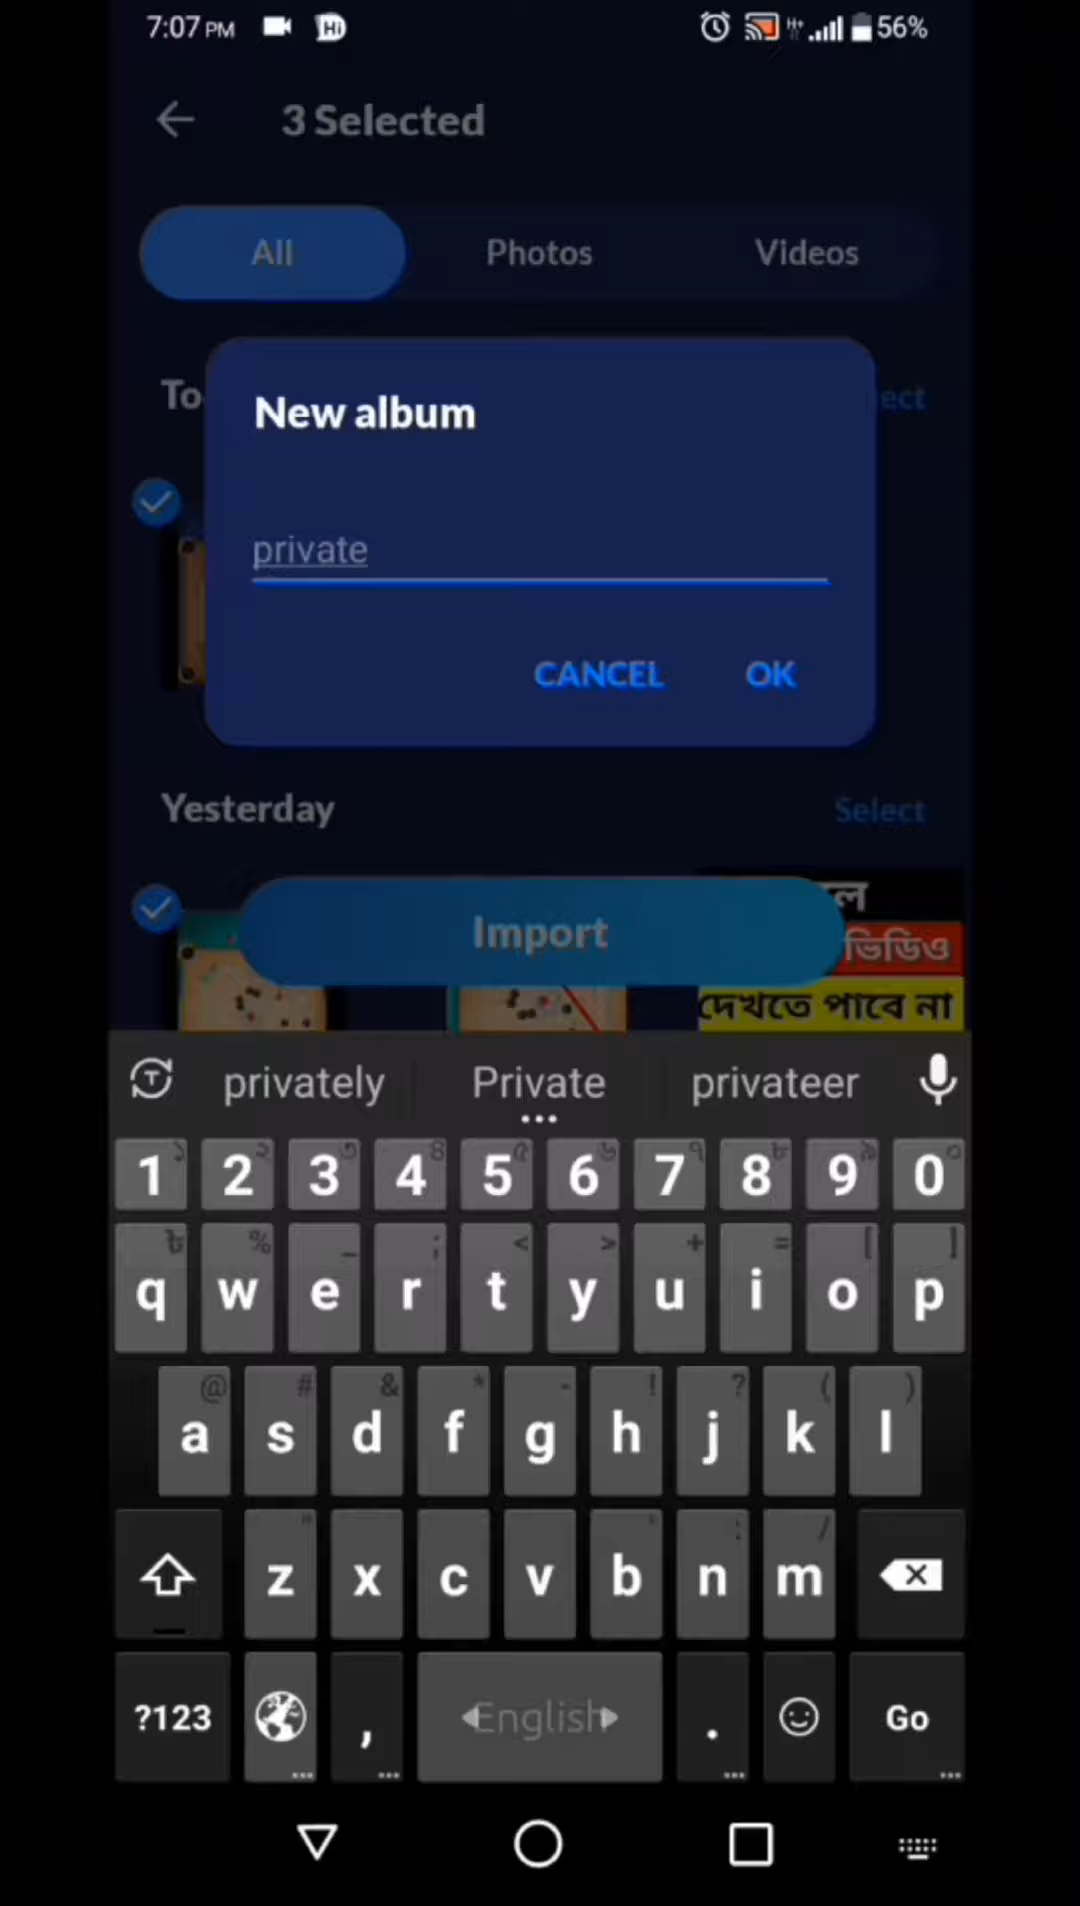 7:07 PM Hi H+ 56%
3 Selected
All Photos Videos
To ect
New album
private
CANCEL OK
Yesterday Select
Import
লে
ভিডিও
দেখতে পাবে না
privately Private privateer
1 2 3 4 5 6 7 8 9 0
q w e r t y u i o p
a s d f g h j k l
z x c v b n m
?123 , English . Go